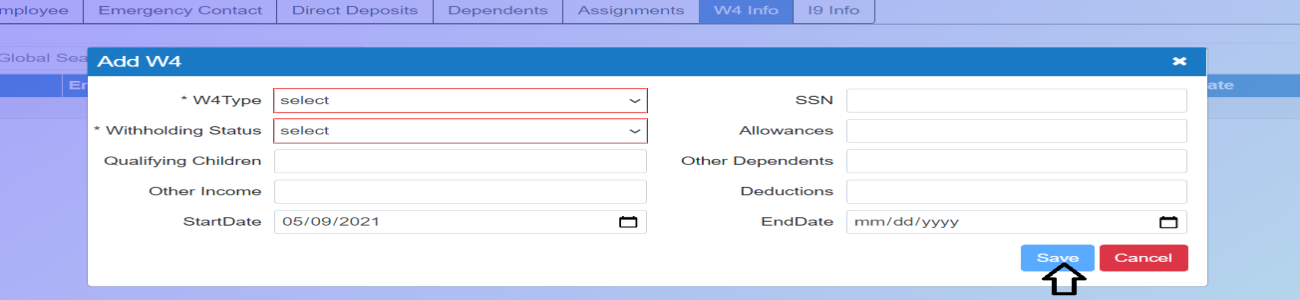 mployee Emergency Contact Direct Deposits Dependents Assignments W4 Info I9 Info
Global Sea
Add W4 ×
Er ate
* W4Type select SSN
* Withholding Status select Allowances
Qualifying Children Other Dependents
Other Income Deductions
StartDate 05/09/2021 EndDate mm/dd/yyyy
Save Cancel